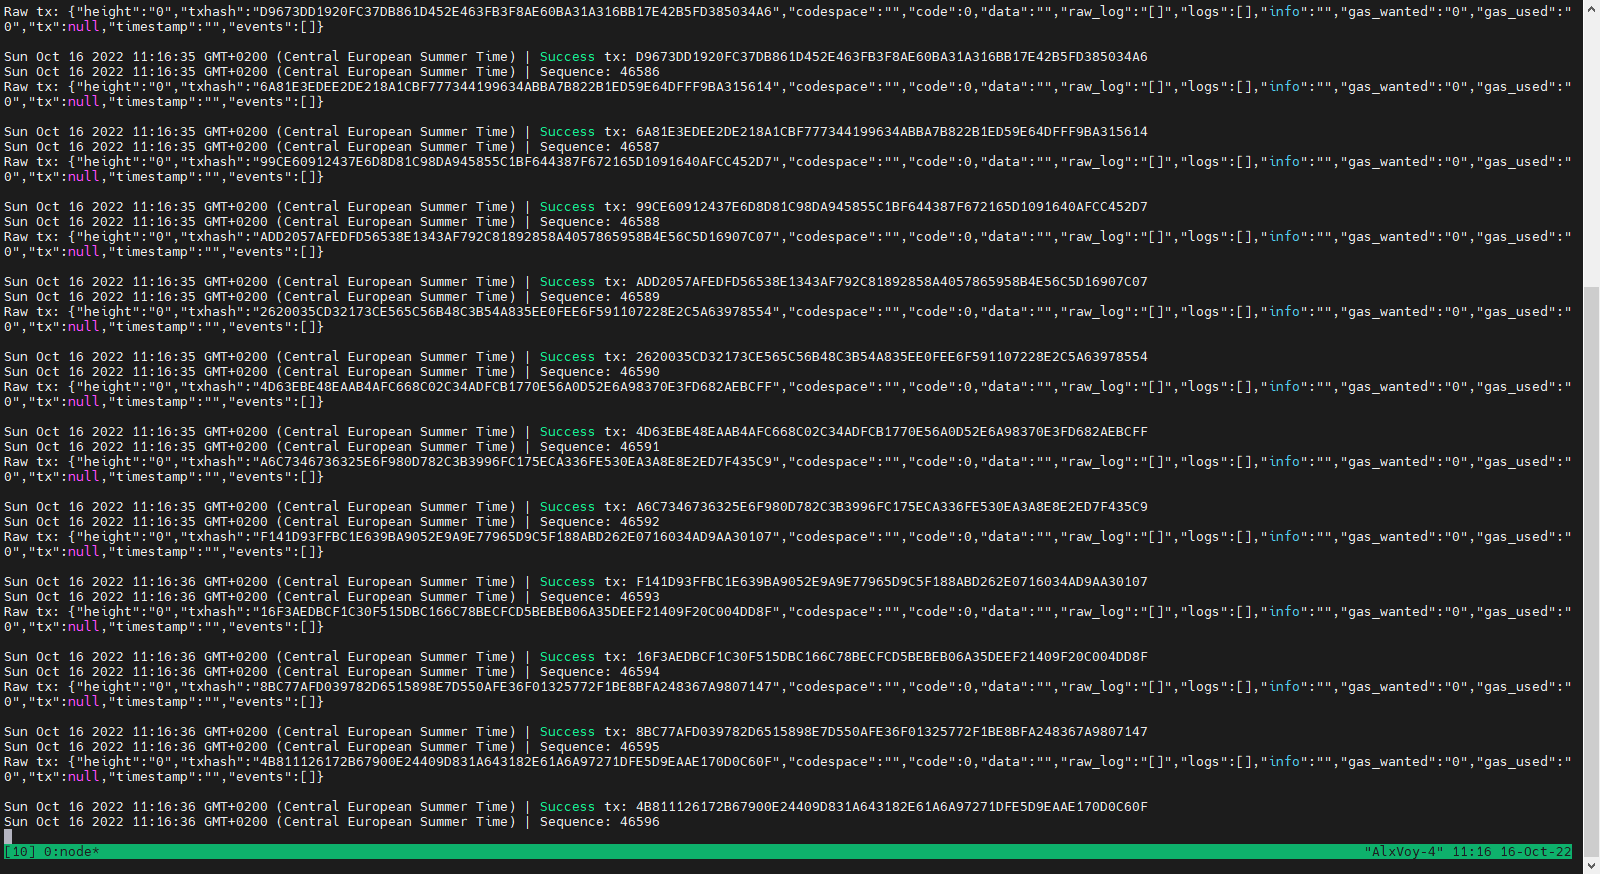 Raw tx: {"height":"0","txhash":"D9673DD1920FC37DB861D452E463FB3F8AE60BA31A316BB17E42B5FD385034A6","codespace":"","code":0,"data":"","raw_log":"[]","logs":[],"info":"","gas_wanted":"0","gas_used":"
0","tx":null,"timestamp":"","events":[]}
Sun Oct 16 2022 11:16:35 GMT+0200 (Central European Summer Time) | Success tx: D9673DD1920FC37DB861D452E463FB3F8AE60BA31A316BB17E42B5FD385034A6
Sun Oct 16 2022 11:16:35 GMT+0200 (Central European Summer Time) | Sequence: 46586
Raw tx: {"height":"0","txhash":"6A81E3EDEE2DE218A1CBF777344199634ABBA7B822B1ED59E64DFFF9BA315614","codespace":"","code":0,"data":"","raw_log":"[]","logs":[],"info":"","gas_wanted":"0","gas_used":"
0","tx":null,"timestamp":"","events":[]}
Sun Oct 16 2022 11:16:35 GMT+0200 (Central European Summer Time) | Success tx: 6A81E3EDEE2DE218A1CBF777344199634ABBA7B822B1ED59E64DFFF9BA315614
Sun Oct 16 2022 11:16:35 GMT+0200 (Central European Summer Time) | Sequence: 46587
Raw tx: {"height":"0","txhash":"99CE60912437E6D8D81C98DA945855C1BF644387F672165D1091640AFCC452D7","codespace":"","code":0,"data":"","raw_log":"[]","logs":[],"info":"","gas_wanted":"0","gas_used":"
0","tx":null,"timestamp":"","events":[]}
Sun Oct 16 2022 11:16:35 GMT+0200 (Central European Summer Time) | Success tx: 99CE60912437E6D8D81C98DA945855C1BF644387F672165D1091640AFCC452D7
Sun Oct 16 2022 11:16:35 GMT+0200 (Central European Summer Time) | Sequence: 46588
Raw tx: {"height":"0","txhash":"ADD2057AFEDFD56538E1343AF792C81892858A4057865958B4E56C5D16907C07","codespace":"","code":0,"data":"","raw_log":"[]","logs":[],"info":"","gas_wanted":"0","gas_used":"
0","tx":null,"timestamp":"","events":[]}
Sun Oct 16 2022 11:16:35 GMT+0200 (Central European Summer Time) | Success tx: ADD2057AFEDFD56538E1343AF792C81892858A4057865958B4E56C5D16907C07
Sun Oct 16 2022 11:16:35 GMT+0200 (Central European Summer Time) | Sequence: 46589
Raw tx: {"height":"0","txhash":"2620035CD32173CE565C56B48C3B54A835EE0FEE6F591107228E2C5A63978554","codespace":"","code":0,"data":"","raw_log":"[]","logs":[],"info":"","gas_wanted":"0","gas_used":"
0","tx":null,"timestamp":"","events":[]}
Sun Oct 16 2022 11:16:35 GMT+0200 (Central European Summer Time) | Success tx: 2620035CD32173CE565C56B48C3B54A835EE0FEE6F591107228E2C5A63978554
Sun Oct 16 2022 11:16:35 GMT+0200 (Central European Summer Time) | Sequence: 46590
Raw tx: {"height":"0","txhash":"4D63EBE48EAAB4AFC668C02C34ADFCB1770E56A0D52E6A98370E3FD682AEBCFF","codespace":"","code":0,"data":"","raw_log":"[]","logs":[],"info":"","gas_wanted":"0","gas_used":"
0","tx":null,"timestamp":"","events":[]}
Sun Oct 16 2022 11:16:35 GMT+0200 (Central European Summer Time) | Success tx: 4D63EBE48EAAB4AFC668C02C34ADFCB1770E56A0D52E6A98370E3FD682AEBCFF
Sun Oct 16 2022 11:16:35 GMT+0200 (Central European Summer Time) | Sequence: 46591
Raw tx: {"height":"0","txhash":"A6C7346736325E6F980D782C3B3996FC175ECA336FE530EA3A8E8E2ED7F435C9","codespace":"","code":0,"data":"","raw_log":"[]","logs":[],"info":"","gas_wanted":"0","gas_used":"
0","tx":null,"timestamp":"","events":[]}
Sun Oct 16 2022 11:16:35 GMT+0200 (Central European Summer Time) | Success tx: A6C7346736325E6F980D782C3B3996FC175ECA336FE530EA3A8E8E2ED7F435C9
Sun Oct 16 2022 11:16:35 GMT+0200 (Central European Summer Time) | Sequence: 46592
Raw tx: {"height":"0","txhash":"F141D93FFBC1E639BA9052E9A9E77965D9C5F188ABD262E0716034AD9AA30107","codespace":"","code":0,"data":"","raw_log":"[]","logs":[],"info":"","gas_wanted":"0","gas_used":"
0","tx":null,"timestamp":"","events":[]}
Sun Oct 16 2022 11:16:36 GMT+0200 (Central European Summer Time) | Success tx: F141D93FFBC1E639BA9052E9A9E77965D9C5F188ABD262E0716034AD9AA30107
Sun Oct 16 2022 11:16:36 GMT+0200 (Central European Summer Time) | Sequence: 46593
Raw tx: {"height":"0","txhash":"16F3AEDBCF1C30F515DBC166C78BECFCD5BEBEB06A35DEEF21409F20C004DD8F","codespace":"","code":0,"data":"","raw_log":"[]","logs":[],"info":"","gas_wanted":"0","gas_used":"
0","tx":null,"timestamp":"","events":[]}
Sun Oct 16 2022 11:16:36 GMT+0200 (Central European Summer Time) | Success tx: 16F3AEDBCF1C30F515DBC166C78BECFCD5BEBEB06A35DEEF21409F20C004DD8F
Sun Oct 16 2022 11:16:36 GMT+0200 (Central European Summer Time) | Sequence: 46594
Raw tx: {"height":"0","txhash":"8BC77AFD039782D6515898E7D550AFE36F01325772F1BE8BFA248367A9807147","codespace":"","code":0,"data":"","raw_log":"[]","logs":[],"info":"","gas_wanted":"0","gas_used":"
0","tx":null,"timestamp":"","events":[]}
Sun Oct 16 2022 11:16:36 GMT+0200 (Central European Summer Time) | Success tx: 8BC77AFD039782D6515898E7D550AFE36F01325772F1BE8BFA248367A9807147
Sun Oct 16 2022 11:16:36 GMT+0200 (Central European Summer Time) | Sequence: 46595
Raw tx: {"height":"0","txhash":"4B811126172B67900E24409D831A643182E61A6A97271DFE5D9EAAE170D0C60F","codespace":"","code":0,"data":"","raw_log":"[]","logs":[],"info":"","gas_wanted":"0","gas_used":"
0","tx":null,"timestamp":"","events":[]}
Sun Oct 16 2022 11:16:36 GMT+0200 (Central European Summer Time) | Success tx: 4B811126172B67900E24409D831A643182E61A6A97271DFE5D9EAAE170D0C60F
Sun Oct 16 2022 11:16:36 GMT+0200 (Central European Summer Time) | Sequence: 46596
[10] 0:node* "AlxVoy-4" 11:16 16-Oct-22